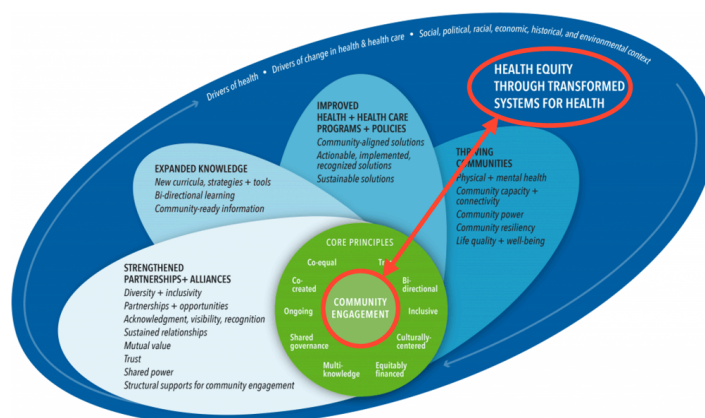 Drivers of health • Drivers of change in health & health care • Social, political, racial, economic, historical, and environmental context
HEALTH EQUITY
THROUGH TRANSFORMED
SYSTEMS FOR HEALTH
IMPROVED
HEALTH + HEALTH CARE
PROGRAMS + POLICIES
Community-aligned solutions
Actionable, implemented,
recognized solutions
Sustainable solutions
THRIVING
COMMUNITIES
Physical + mental health
Community capacity +
connectivity
Community power
Community resiliency
Life quality + well-being
EXPANDED KNOWLEDGE
New curricula, strategies + tools
Bi-directional learning
Community-ready information
STRENGTHENED
PARTNERSHIPS + ALLIANCES
Diversity + inclusivity
Partnerships + opportunities
Acknowledgment, visibility, recognition
Sustained relationships
Mutual value
Trust
Shared power
Structural supports for community engagement
CORE PRINCIPLES
Co-equal
Co-
created
Bi-
directional
Ongoing
Inclusive
Shared
governance
Culturally-
centered
Multi-
knowledge
Equitably
financed
COMMUNITY
ENGAGEMENT